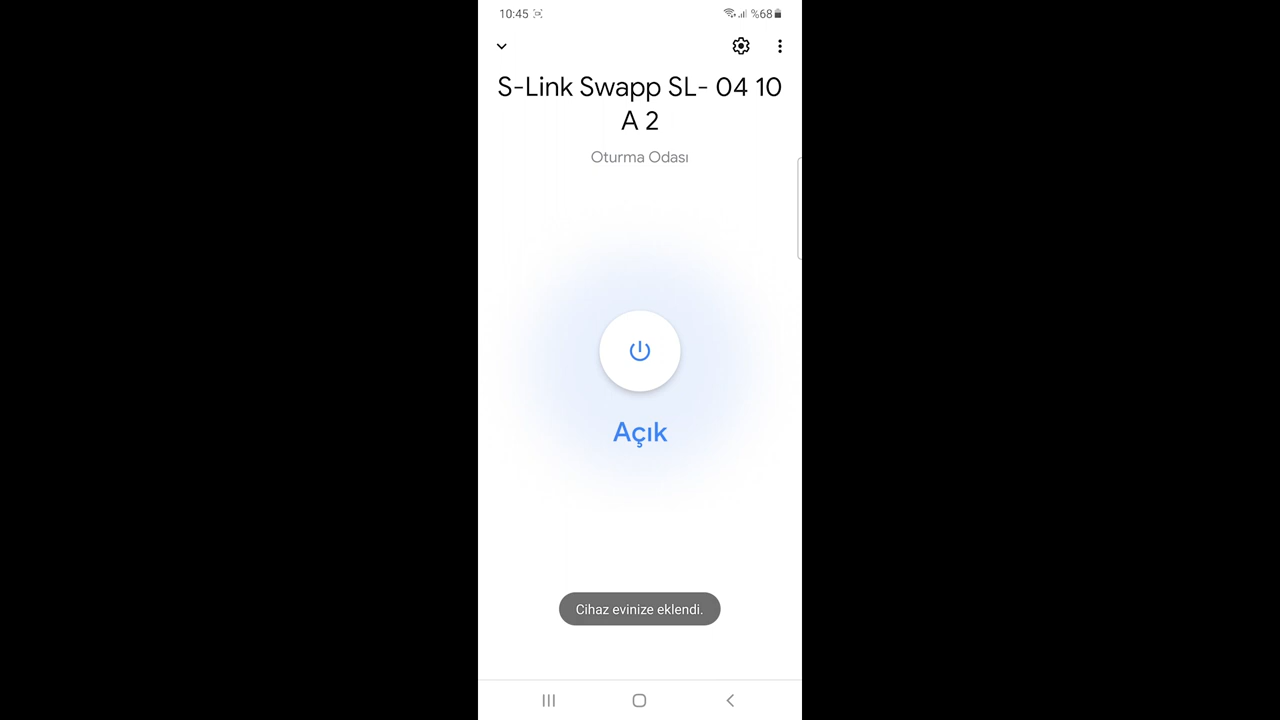 10:45
%68
S-Link Swapp SL- 04 10
A 2
Oturma Odası
Açık
Cihaz evinize eklendi.